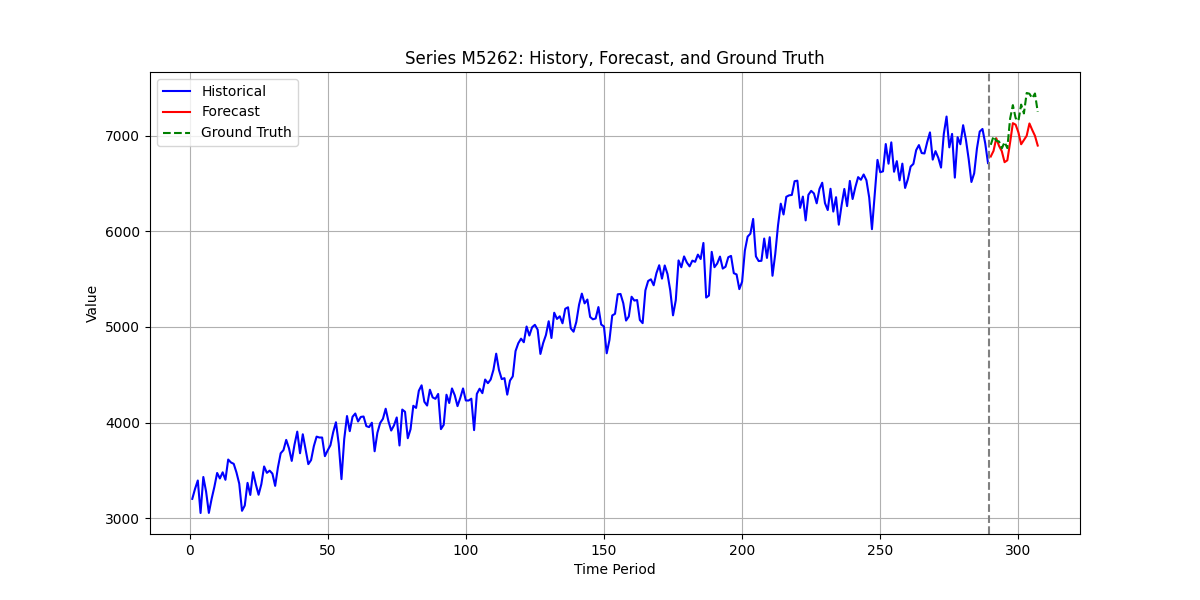 Series M5262: History, Forecast, and Ground Truth
Historical
Forecast
Ground Truth
7000
6000
5000
4000
3000
Value
0 50 100 150 200 250 300
Time Period